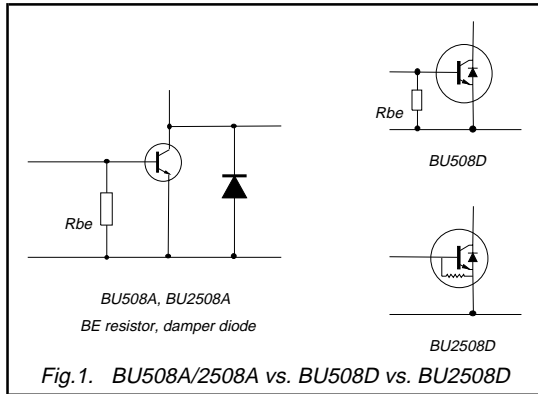 Rbe
BU508A, BU2508A
BE resistor, damper diode
Rbe
BU508D
BU2508D
Fig.1. BU508A/2508A vs. BU508D vs. BU2508D